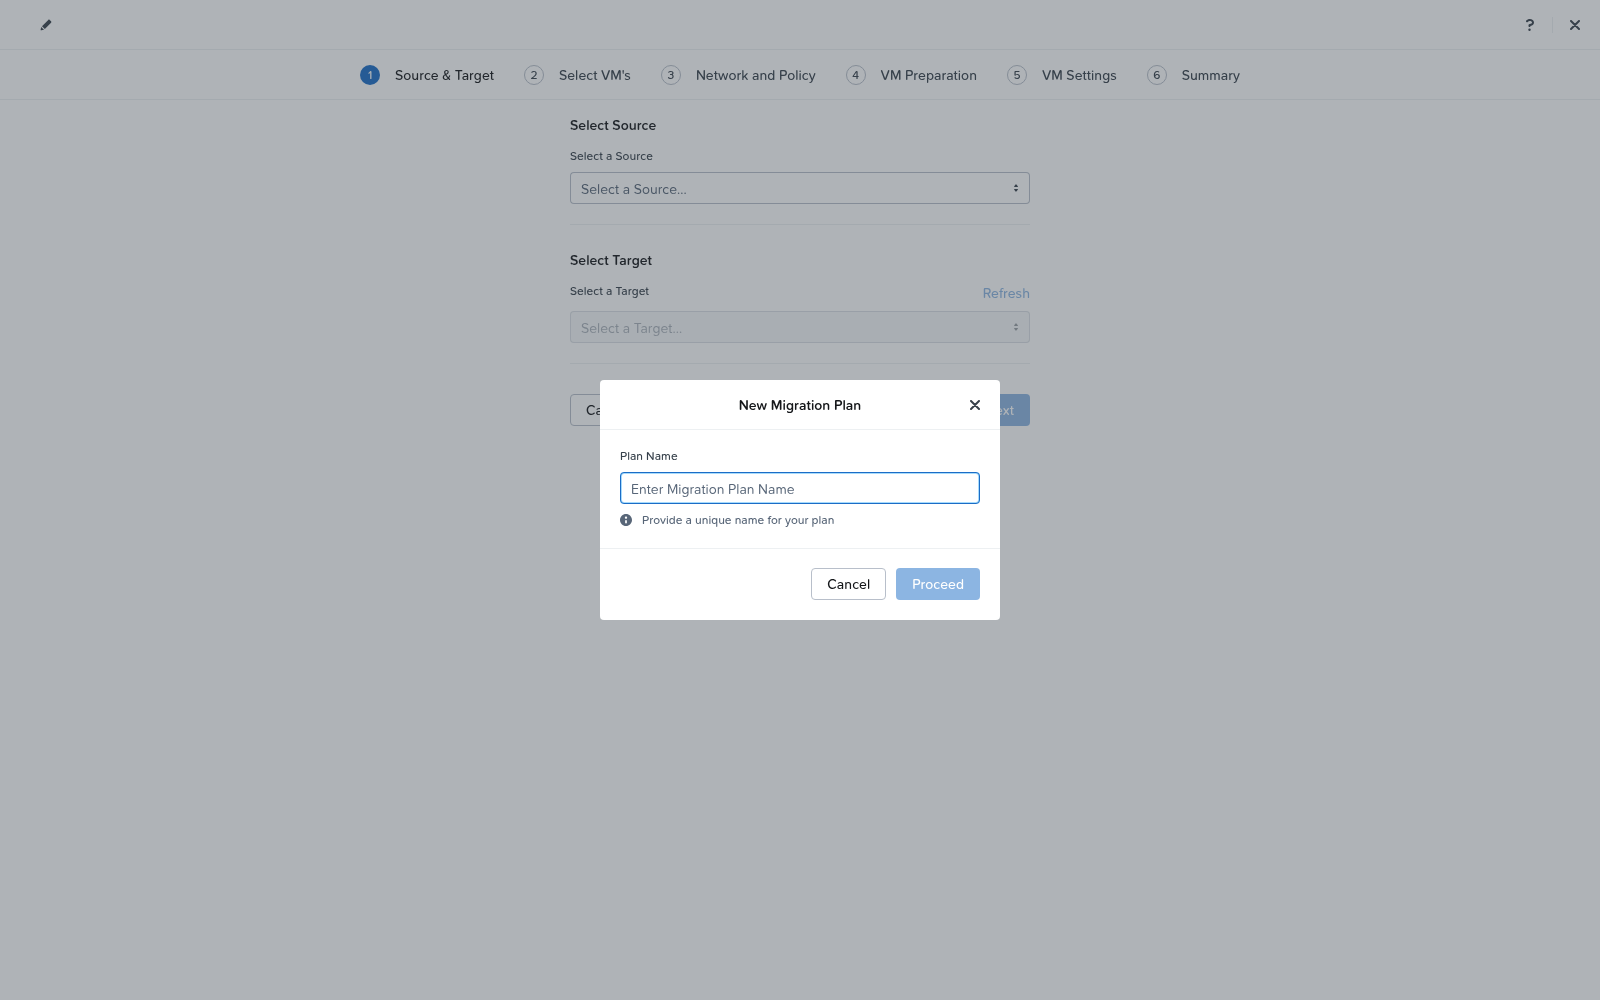 ?
1 Source & Target 2 Select VM's 3 Network and Policy 4 VM Preparation 5 VM Settings 6 Summary
Select Source
Select a Source
Select a Source...
Select Target
Select a Target
Refresh
Select a Target...
New Migration Plan
Plan Name
Enter Migration Plan Name
Provide a unique name for your plan
Cancel Proceed